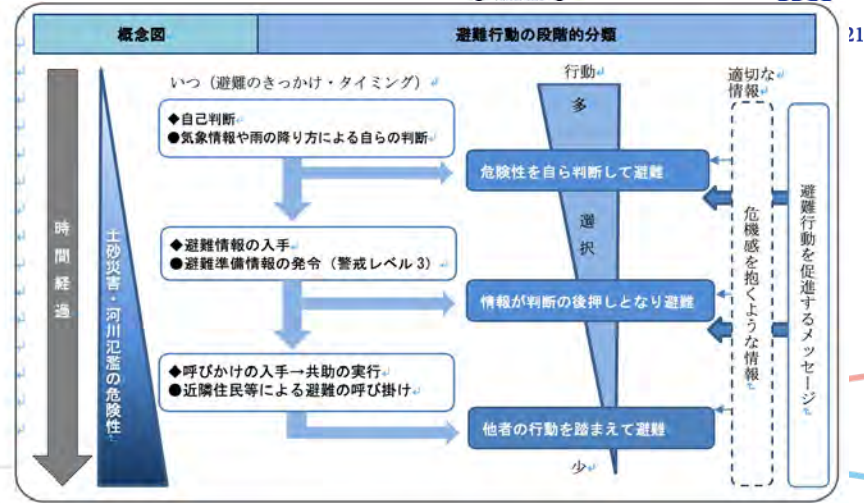 概念図
避難行動の段階的分類
21
いつ（避難のきっかけ・タイミング）
行動
適切な
情報
多
◆自己判断
●気象情報や雨の降り方による自らの判断
危険性を自ら判断して避難
時間経過
土砂災害・河川氾濫の危険性
◆避難情報の入手
●避難準備情報の発令（警戒レベル3）
選択
情報が判断の後押しとなり避難
危機感を抱くような情報
避難行動を促進するメッセージ
◆呼びかけの入手→共助の実行
●近隣住民等による避難の呼び掛け
他者の行動を踏まえて避難
少